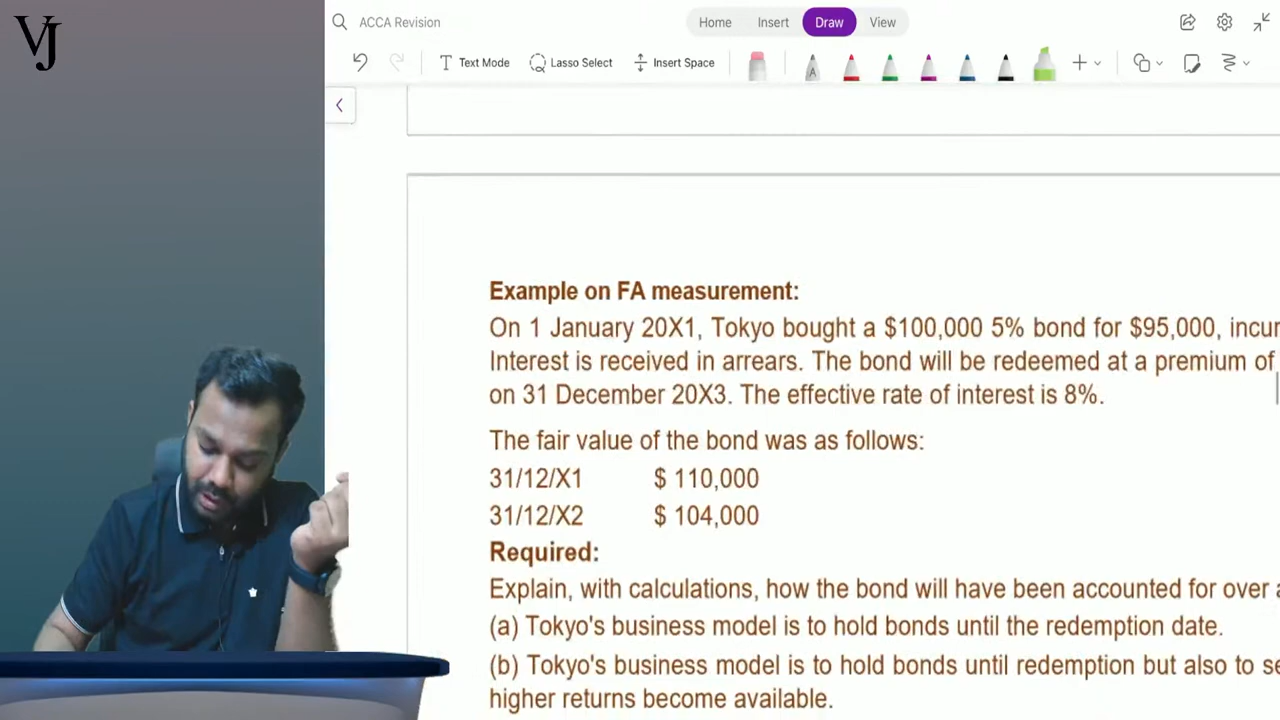 VJ
ACCA Revision
Home Insert Draw View
Text Mode Lasso Select Insert Space
A
Example on FA measurement:
On 1 January 20X1, Tokyo bought a $100,000 5% bond for $95,000,
Interest is received in arrears. The bond will be redeemed at a premium of
on 31 December 20X3. The effective rate of interest is 8%.
The fair value of the bond was as follows:
31/12/X1 $ 110,000
31/12/X2 $ 104,000
Required:
Explain, with calculations, how the bond will have been accounted for over
(a) Tokyo's business model is to hold bonds until the redemption date.
(b) Tokyo's business model is to hold bonds until redemption but also to
higher returns become available.